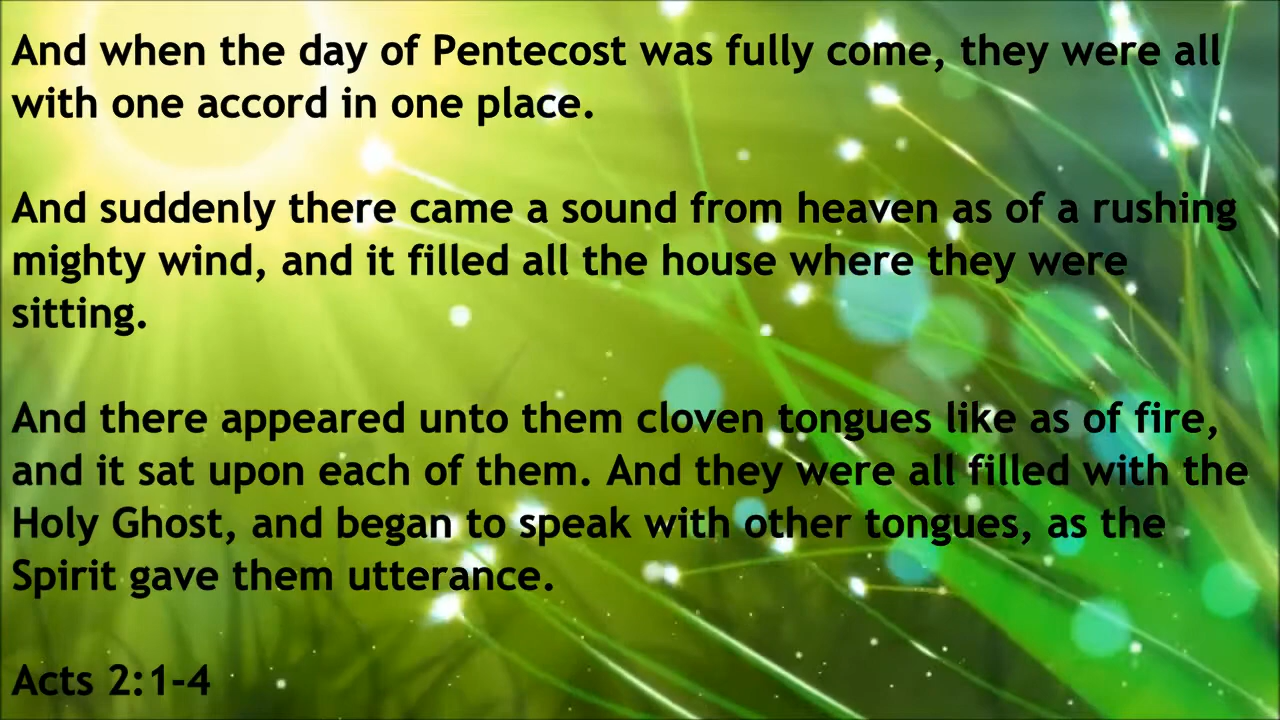 And when the day of Pentecost was fully come, they were all
with one accord in one place.
And suddenly there came a sound from heaven as of a rushing
mighty wind, and it filled all the house where they were
sitting.
And there appeared unto them cloven tongues like as of fire,
and it sat upon each of them. And they were all filled with the
Holy Ghost, and began to speak with other tongues, as the
Spirit gave them utterance.
Acts 2:1-4